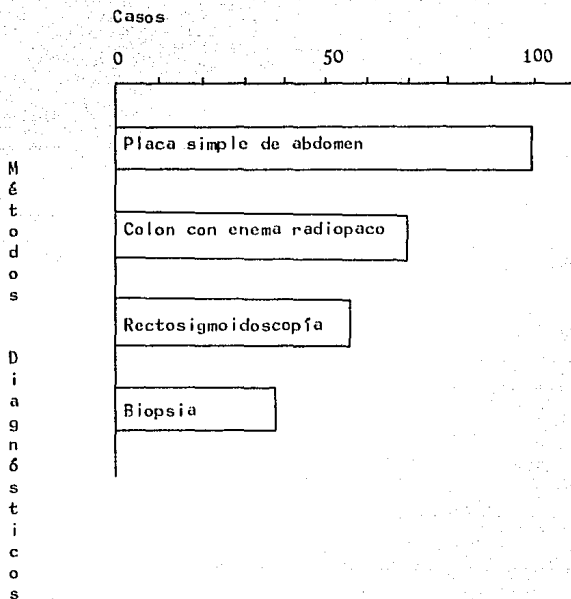 Casos
0 50 100
Placa simple de abdomen
Colon con enema radiopaco
Rectosigmoidoscopía
Biopsia
Métodos Diagnósticos